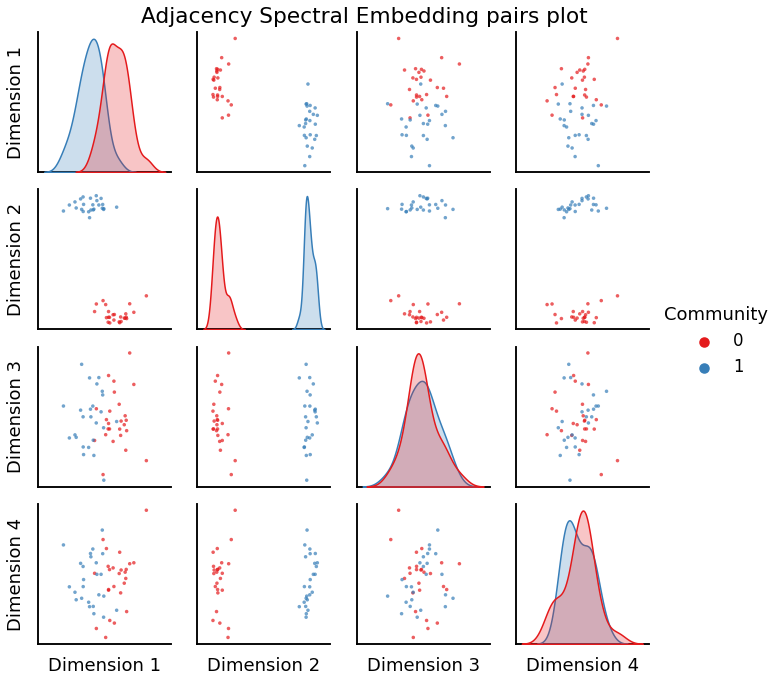 Adjacency Spectral Embedding pairs plot
Dimension 1
Dimension 2
Dimension 3
Dimension 4
Community
0
1
Dimension 1
Dimension 2
Dimension 3
Dimension 4